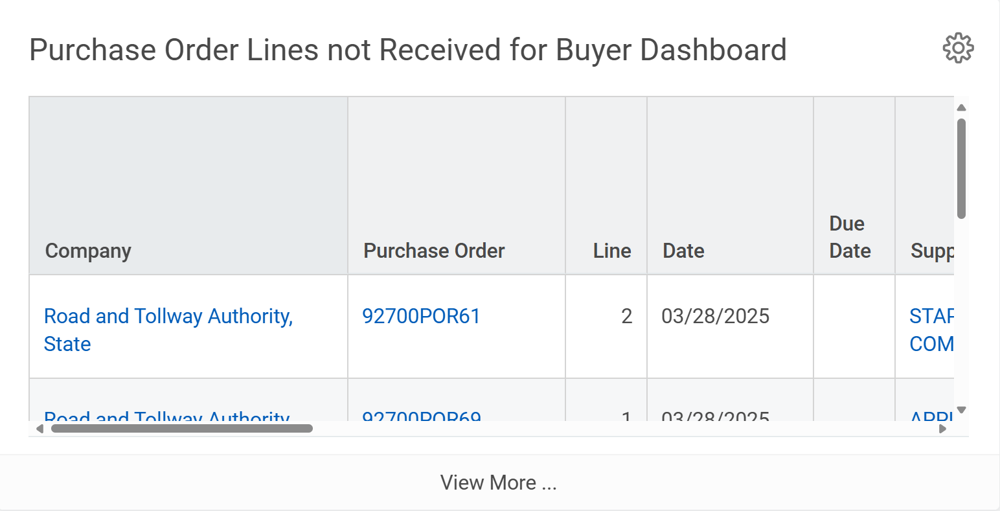 Purchase Order Lines not Received for Buyer Dashboard
Company
Purchase Order
Line
Date
Due
Date
Supp
Road and Tollway Authority,
State
92700POR61
2
03/28/2025
COM
Road and Tollway Authority,
92700POR69
1
03/28/2025
View More ...